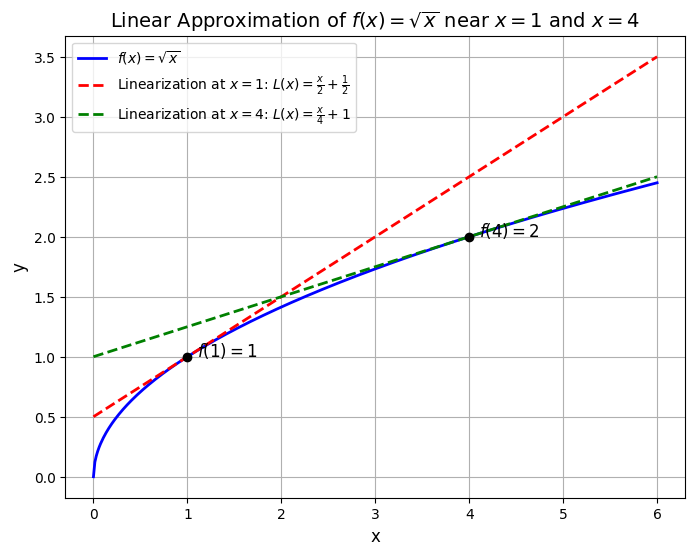 Linear Approximation of f(x) = √x near x = 1 and x = 4
f(x) = √x
Linearization at x = 1: L(x) = x/2 + 1/2
Linearization at x = 4: L(x) = x/4 + 1
3.5
3.0
2.5
2.0
1.5
1.0
0.5
0.0
y
f(4) = 2
f(1) = 1
0 1 2 3 4 5 6
x